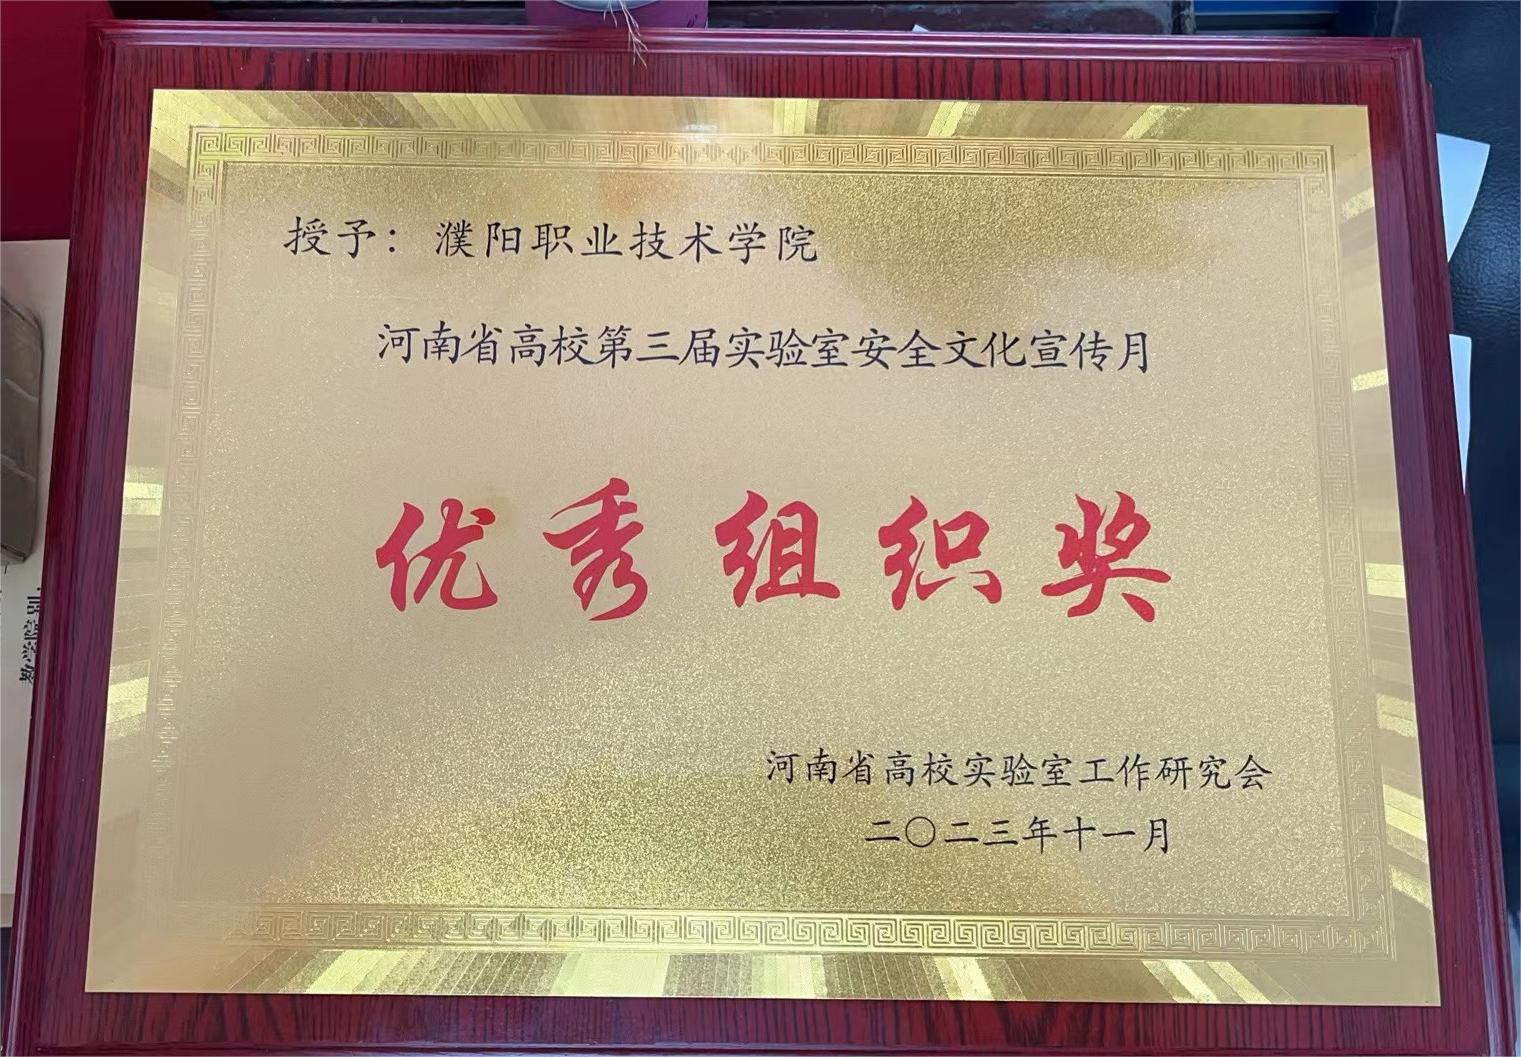 授予：濮阳职业技术学院
河南省高校第三届实验室安全文化宣传月
优秀组织奖
河南省高校实验室工作研究会
二〇二三年十一月